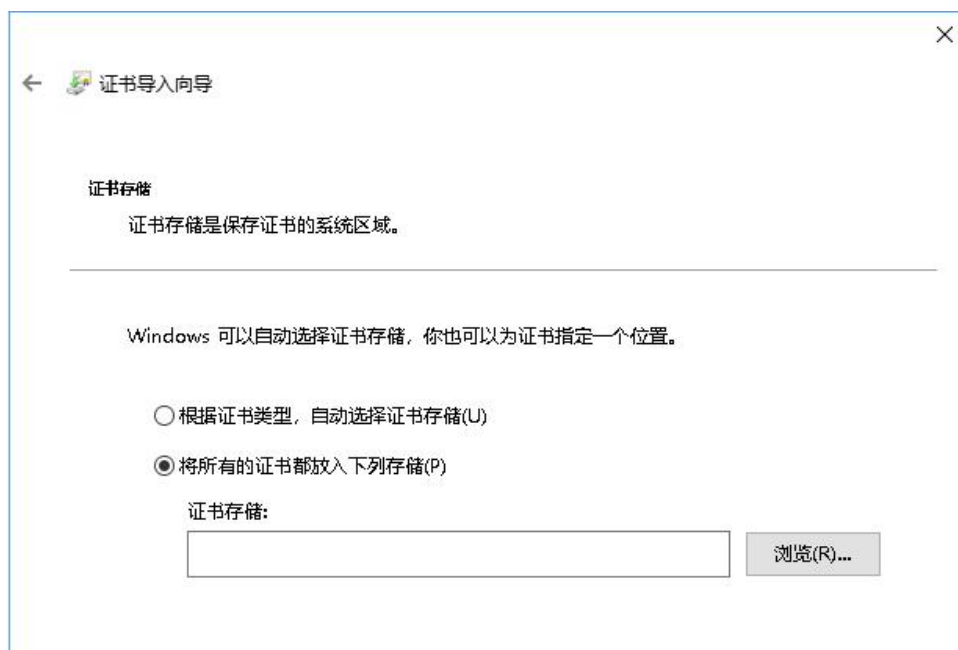 证书导入向导
证书存储
证书存储是保存证书的系统区域。
Windows 可以自动选择证书存储，你也可以为证书指定一个位置。
根据证书类型，自动选择证书存储(U)
将所有的证书都放入下列存储(P)
证书存储:
浏览(R)...